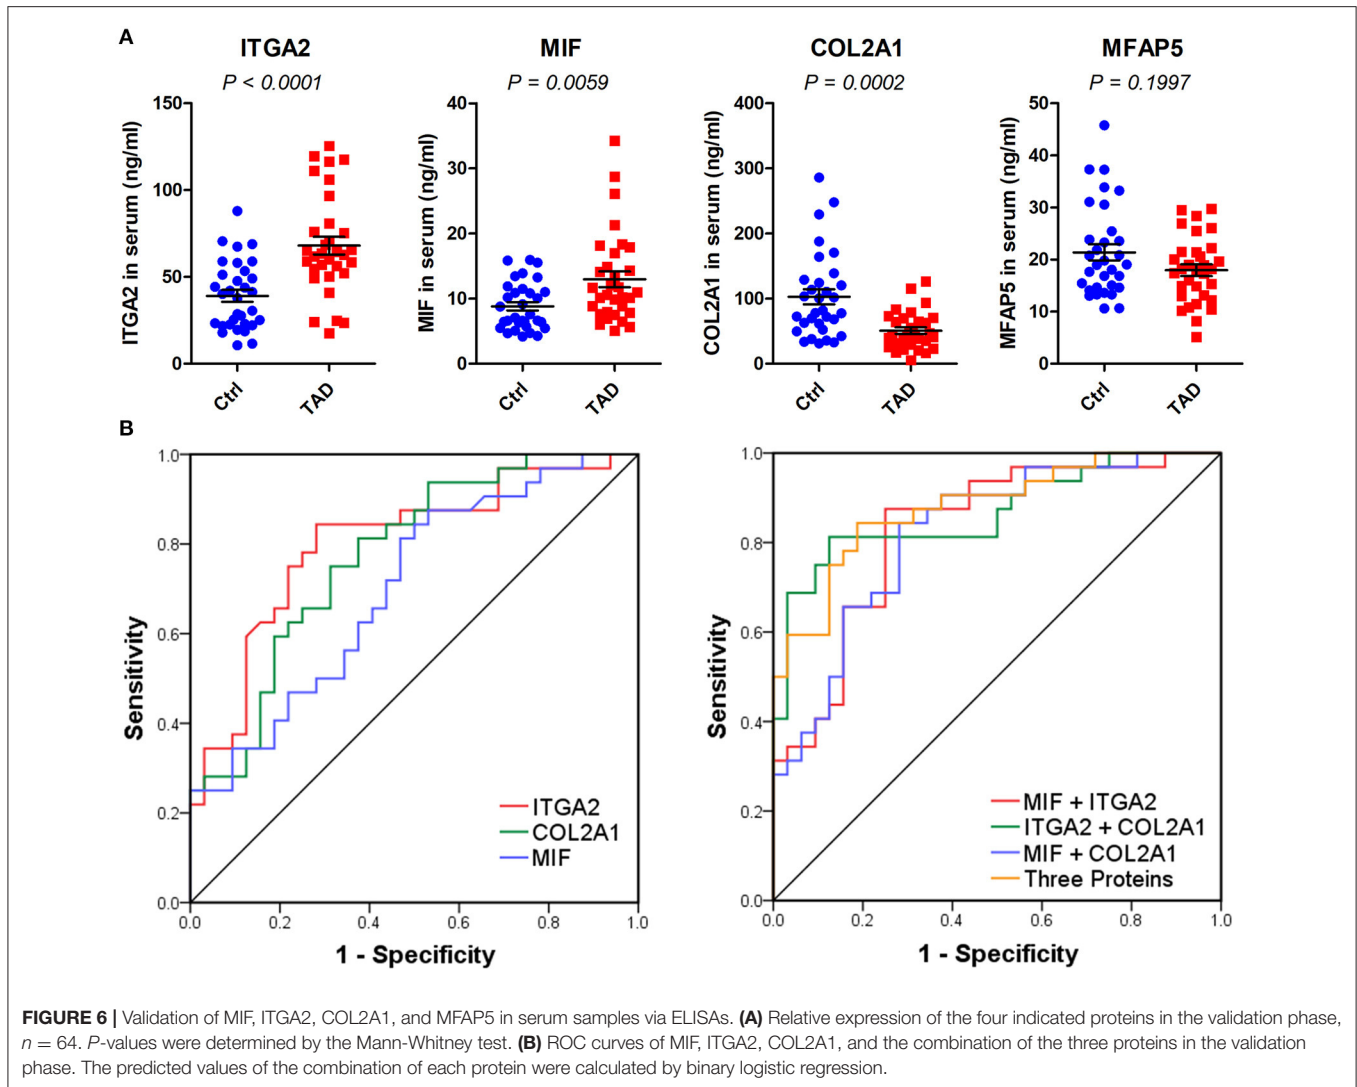 A
ITGA2
P < 0.0001
ITGA2 in serum (ng/ml)
150
100
50
0
Ctrl
TAD
MIF
P = 0.0059
MIF in serum (ng/ml)
40
30
20
10
0
Ctrl
TAD
COL2A1
P = 0.0002
COL2A1 in serum (ng/ml)
400
300
200
100
0
Ctrl
TAD
MFAP5
P = 0.1997
MFAP5 in serum (ng/ml)
50
40
30
20
10
0
Ctrl
TAD
B
Sensitivity
1.0
0.8
0.6
0.4
0.2
0.0
0.0
0.2
0.4
0.6
0.8
1.0
1 - Specificity
ITGA2
COL2A1
MIF
Sensitivity
1.0
0.8
0.6
0.4
0.2
0.0
0.0
0.2
0.4
0.6
0.8
1.0
1 - Specificity
MIF + ITGA2
ITGA2 + COL2A1
MIF + COL2A1
Three Proteins
FIGURE 6 | Validation of MIF, ITGA2, COL2A1, and MFAP5 in serum samples via ELISAs. (A) Relative expression of the four indicated proteins in the validation phase,
n = 64. P-values were determined by the Mann-Whitney test. (B) ROC curves of MIF, ITGA2, COL2A1, and the combination of the three proteins in the validation
phase. The predicted values of the combination of each protein were calculated by binary logistic regression.